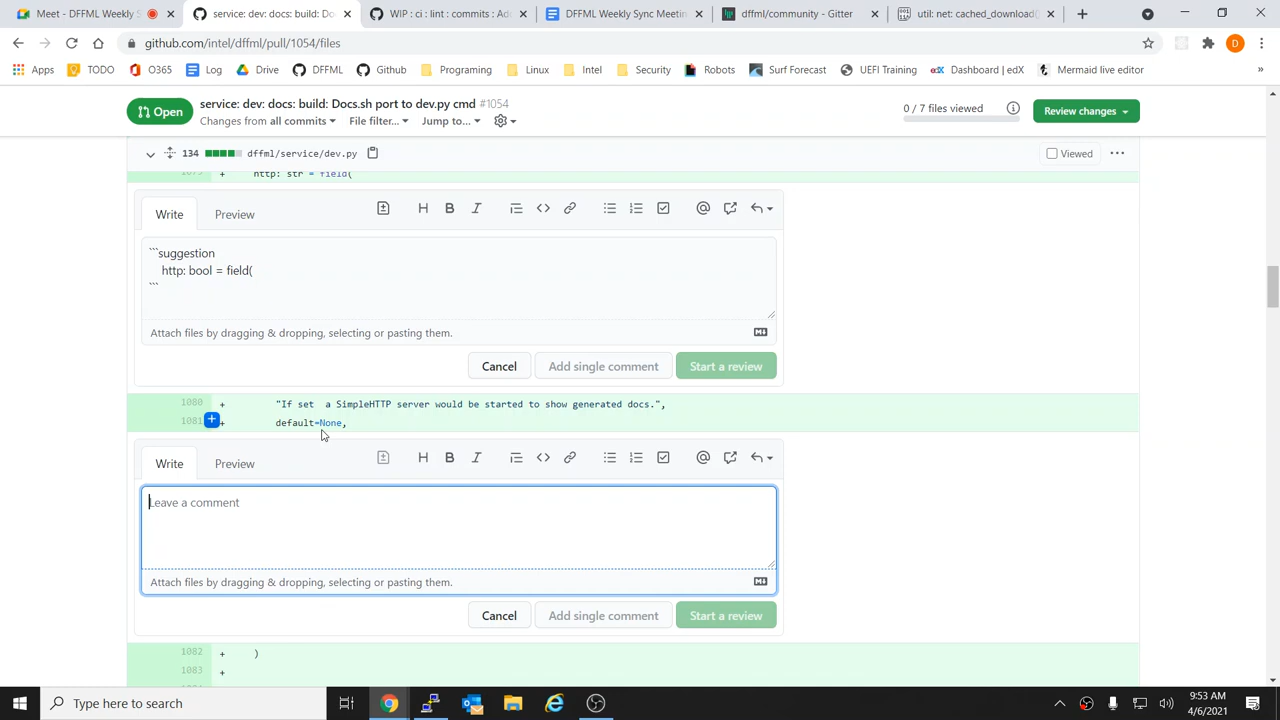 Meet - DFFML Weekly S
service: dev: docs: build: Do
WIP : ci : lint : commits : Ad
DFFML Weekly Sync Meetin
dffml/community - Gitter
util: net: cached_download(
github.com/intel/dffml/pull/1054/files
D
Apps
TODO
O365
Log
Drive
DFFML
Github
Programing
Linux
Intel
Security
Robots
Surf Forecast
UEFI Training
Dashboard | edX
Mermaid live editor
»
Open
service: dev: docs: build: Docs.sh port to dev.py cmd #1054
Changes from all commits
File filter...
Jump to...
0 / 7 files viewed
Review changes
134 dffml/service/dev.py
Viewed
1079 + http: str = field(
Write
Preview
```suggestion
http: bool = field(
```
Attach files by dragging & dropping, selecting or pasting them.
Cancel
Add single comment
Start a review
1080 + "If set  a SimpleHTTP server would be started to show generated docs.",
1081 + default=None,
Write
Preview
Leave a comment
Attach files by dragging & dropping, selecting or pasting them.
Cancel
Add single comment
Start a review
1082 + )
1083 +
Type here to search
9:53 AM
4/6/2021